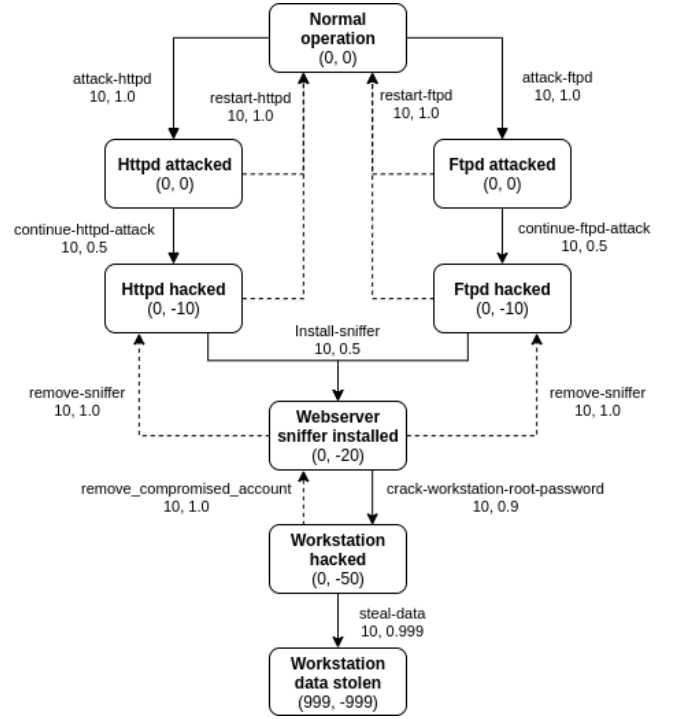 Normal
operation
(0, 0)
attack-httpd
10, 1.0
restart-httpd
10, 1.0
restart-ftpd
10, 1.0
attack-ftpd
10, 1.0
Httpd attacked
(0, 0)
Ftpd attacked
(0, 0)
continue-httpd-attack
10, 0.5
continue-ftpd-attack
10, 0.5
Httpd hacked
(0, -10)
Ftpd hacked
(0, -10)
Install-sniffer
10, 0.5
remove-sniffer
10, 1.0
remove-sniffer
10, 1.0
Webserver
sniffer installed
(0, -20)
remove_compromised_account
10, 1.0
crack-workstation-root-password
10, 0.9
Workstation
hacked
(0, -50)
steal-data
10, 0.999
Workstation
data stolen
(999, -999)